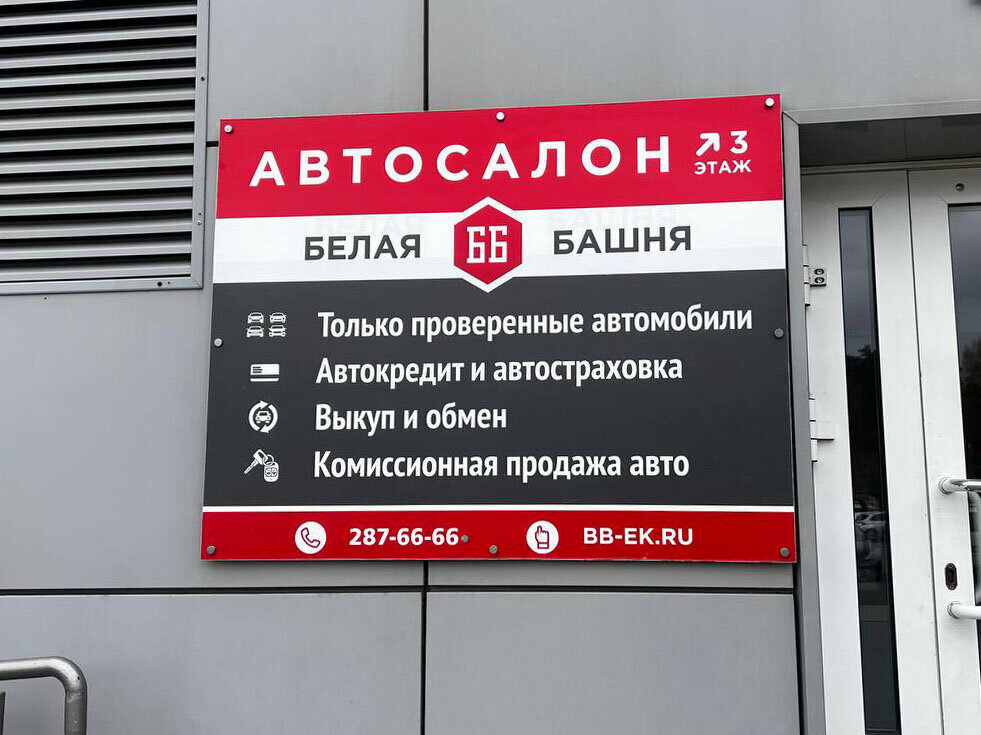 АВТОСАЛОН
3
ЭТАЖ
БЕЛАЯ ББ БАШНЯ
Только проверенные автомобили
Автокредит и автостраховка
Выкуп и обмен
Комиссионная продажа авто
287-66-66 BB-EK.RU